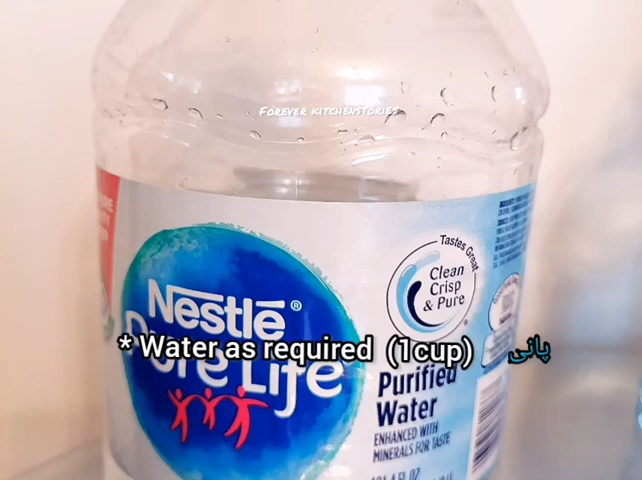 Forever kitchenstories
Tastes Great
Clean
Crisp
& Pure
Nestlé®
Pure Life
* Water as required (1cup) پانی
Purified
Water
ENHANCED WITH
MINERALS FOR TASTE